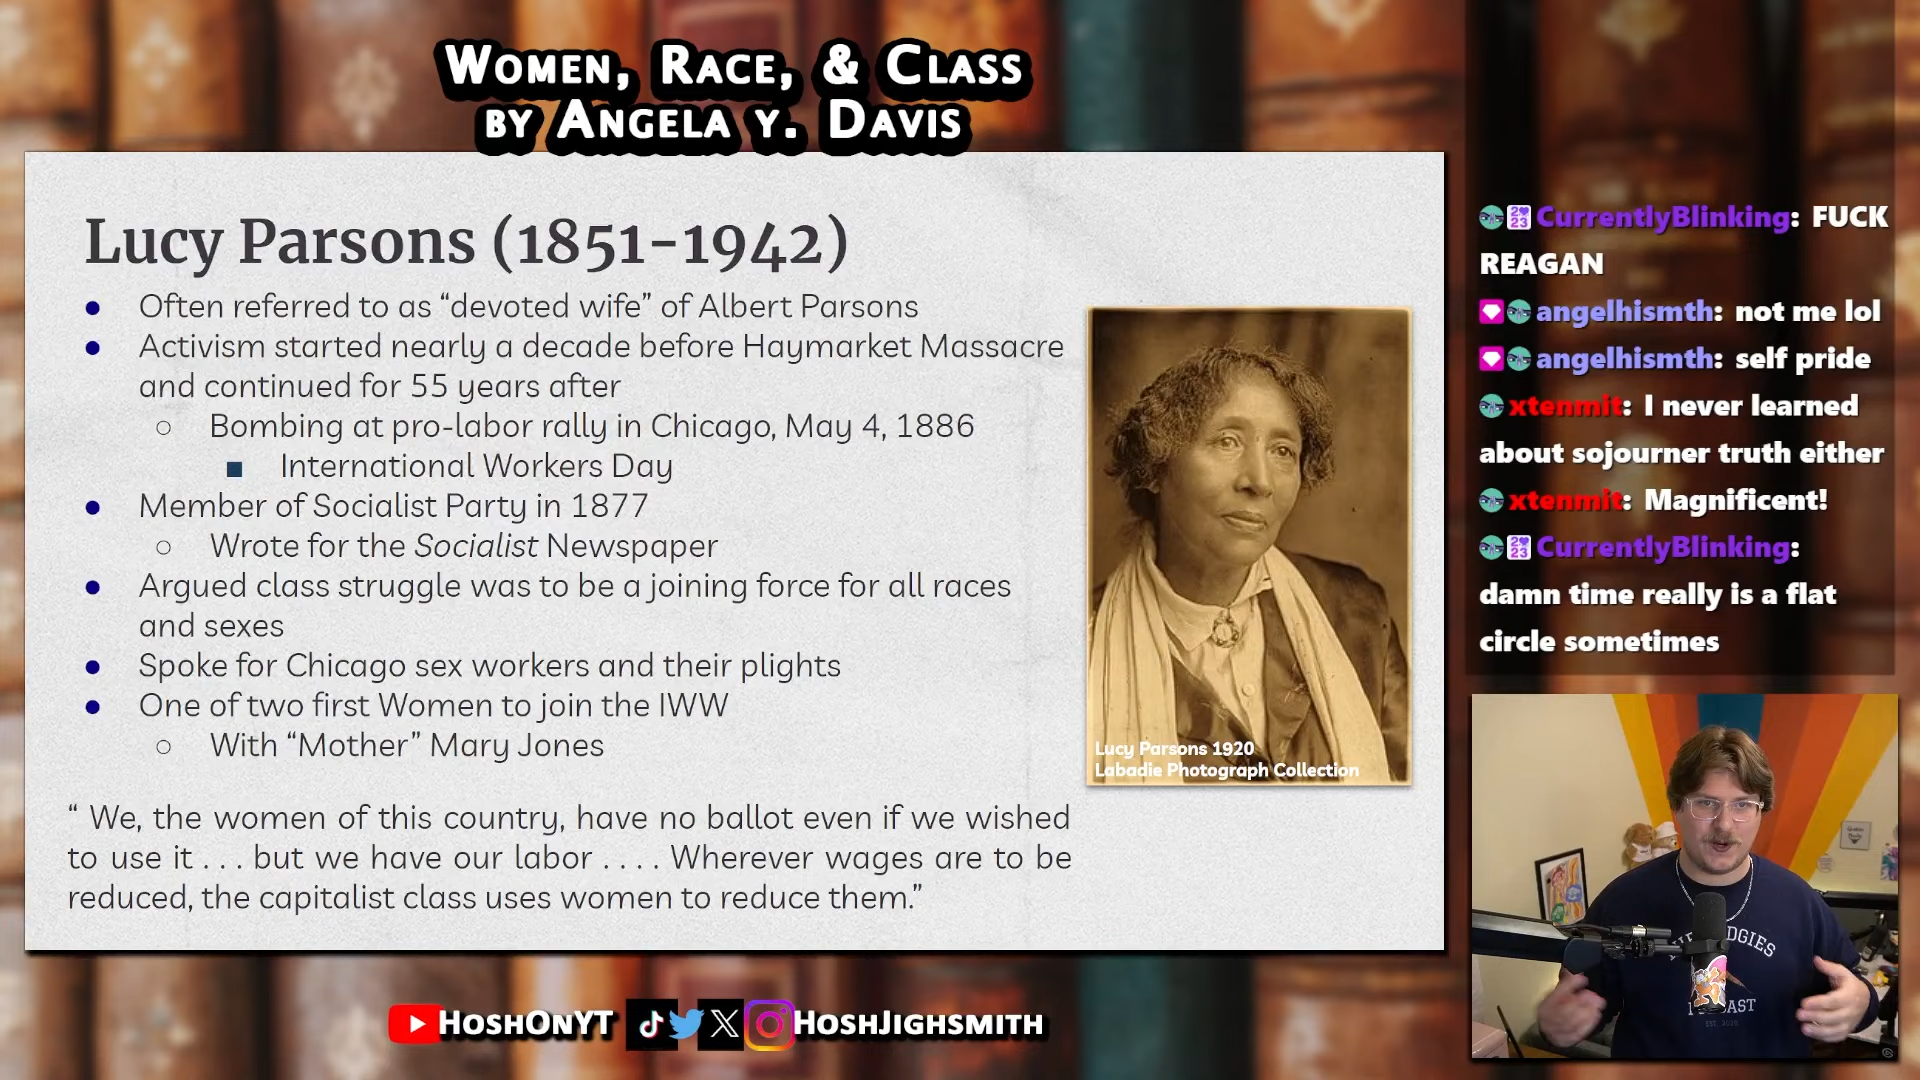 Women, Race, & Class
by Angela Y. Davis
Lucy Parsons (1851-1942)
● Often referred to as “devoted wife” of Albert Parsons
● Activism started nearly a decade before Haymarket Massacre
and continued for 55 years after
○ Bombing at pro-labor rally in Chicago, May 4, 1886
■ International Workers Day
● Member of Socialist Party in 1877
○ Wrote for the Socialist Newspaper
● Argued class struggle was to be a joining force for all races
and sexes
● Spoke for Chicago sex workers and their plights
● One of two first Women to join the IWW
○ With “Mother” Mary Jones
“ We, the women of this country, have no ballot even if we wished
to use it . . . but we have our labor . . . . Wherever wages are to be
reduced, the capitalist class uses women to reduce them.”
Lucy Parsons 1920
Labadie Photograph Collection
CurrentlyBlinking: FUCK
REAGAN
angelhismth: not me lol
angelhismth: self pride
xtenmit: I never learned
about sojourner truth either
xtenmit: Magnificent!
CurrentlyBlinking:
damn time really is a flat
circle sometimes
HoshOnYT
HoshJighsmith